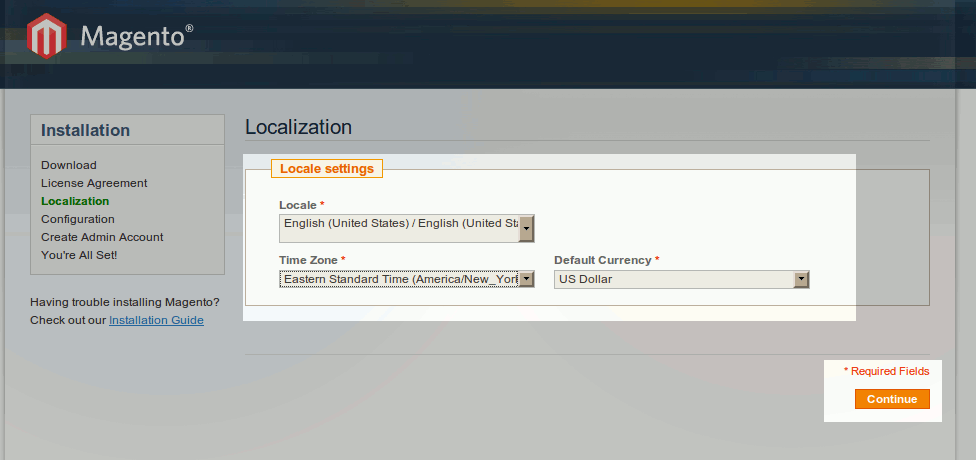 Magento®
Installation
Download
License Agreement
Localization
Configuration
Create Admin Account
You're All Set!
Having trouble installing Magento?
Check out our Installation Guide
Localization
Locale settings
Locale *
English (United States) / English (United
Time Zone *
Default Currency *
Eastern Standard Time (America/New_York
US Dollar
* Required Fields
Continue